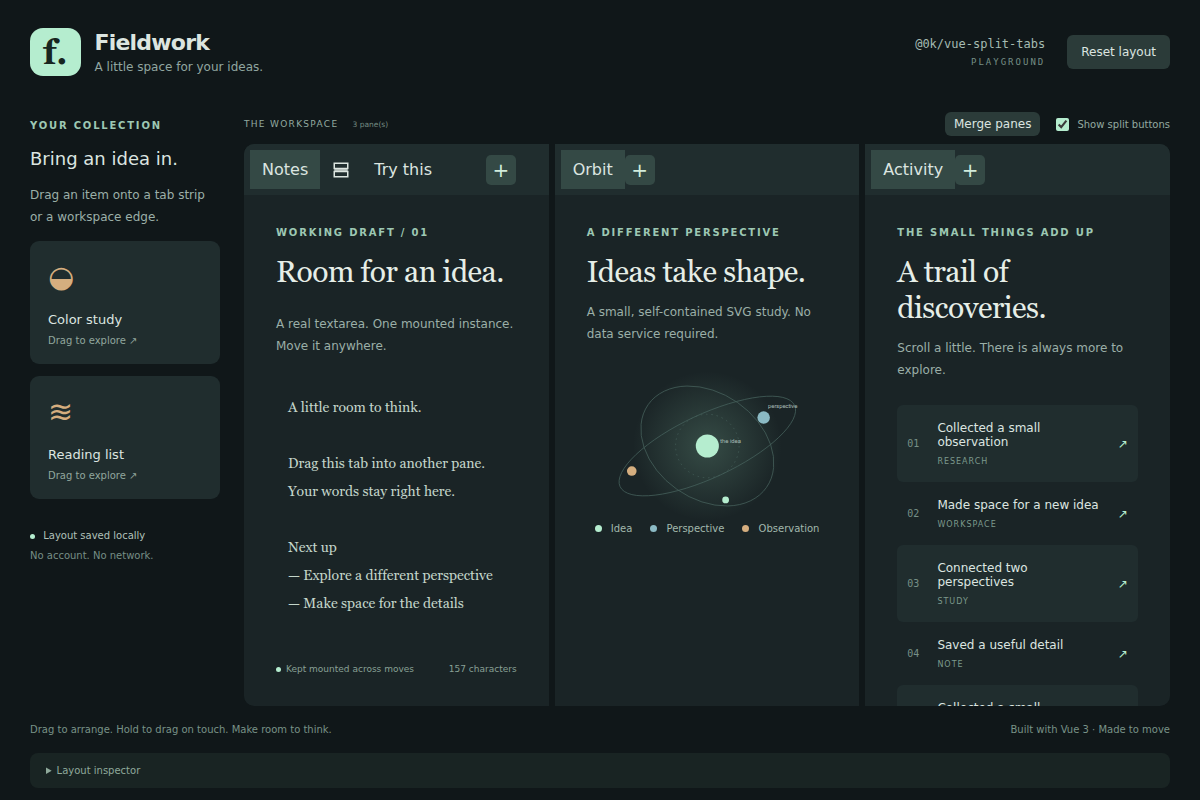 f.
Fieldwork
A little space for your ideas.
@0k/vue-split-tabs
PLAYGROUND
Reset layout
YOUR COLLECTION
Bring an idea in.
Drag an item onto a tab strip
or a workspace edge.
Color study
Drag to explore ↗
Reading list
Drag to explore ↗
Layout saved locally
No account. No network.
THE WORKSPACE
3 pane(s)
Merge panes
Show split buttons
Notes
Try this
+
WORKING DRAFT / 01
Room for an idea.
A real textarea. One mounted instance.
Move it anywhere.
A little room to think.
Drag this tab into another pane.
Your words stay right here.
Next up
— Explore a different perspective
— Make space for the details
Kept mounted across moves
157 characters
Orbit
+
A DIFFERENT PERSPECTIVE
Ideas take shape.
A small, self-contained SVG study. No
data service required.
perspective
the idea
Idea
Perspective
Observation
Activity
+
THE SMALL THINGS ADD UP
A trail of
discoveries.
Scroll a little. There is always more to
explore.
01
Collected a small
observation
RESEARCH
↗
02
Made space for a new idea
WORKSPACE
↗
03
Connected two
perspectives
STUDY
↗
04
Saved a useful detail
NOTE
↗
Collected a small
Drag to arrange. Hold to drag on touch. Make room to think.
Built with Vue 3 · Made to move
Layout inspector